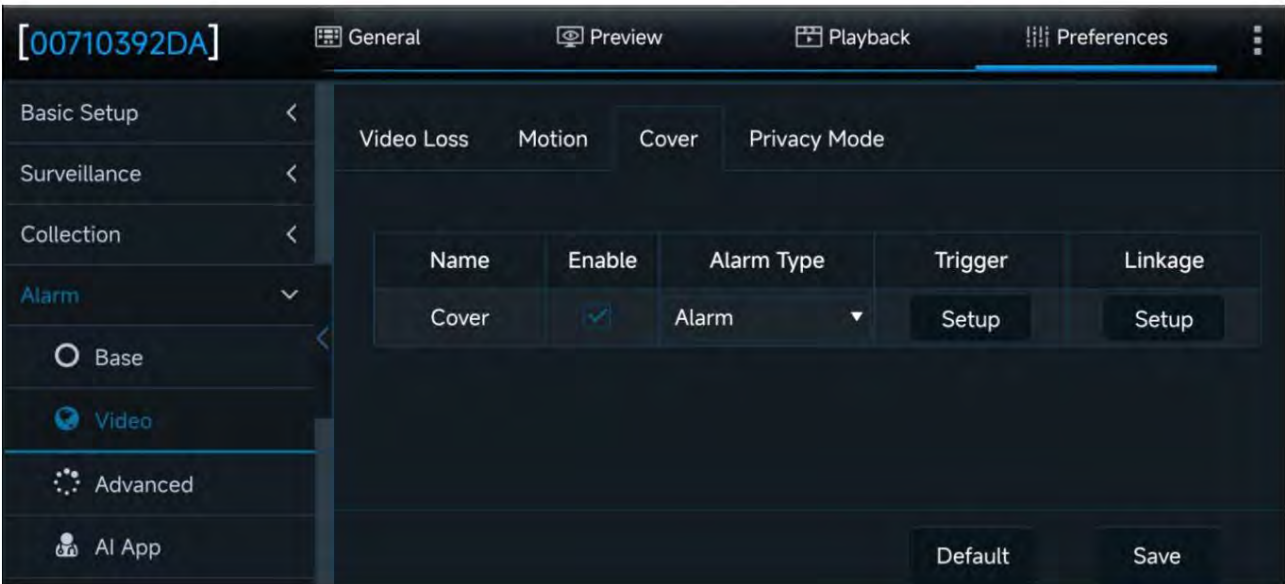 [00710392DA]
General
Preview
Playback
Preferences
Basic Setup
Surveillance
Collection
Alarm
Base
Video
Advanced
AI App
Video Loss
Motion
Cover
Privacy Mode
Name Enable Alarm Type Trigger Linkage
Cover Alarm Setup Setup
Default
Save